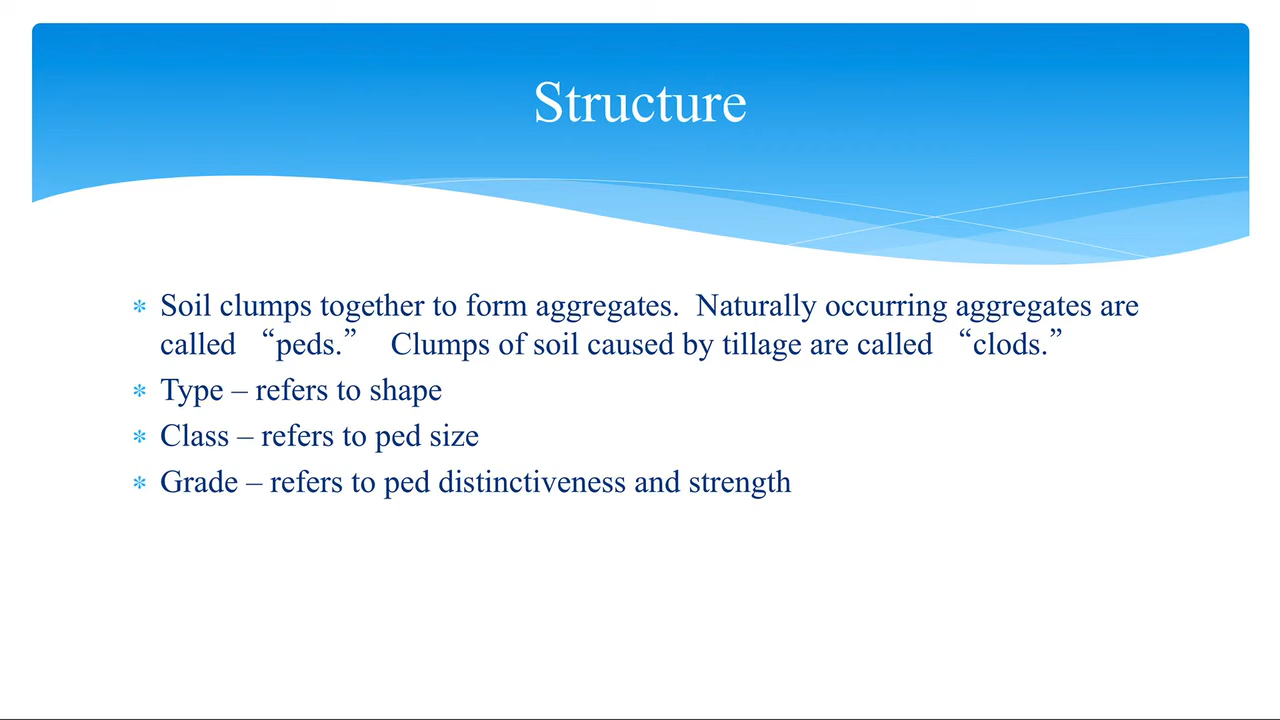 Structure
* Soil clumps together to form aggregates.  Naturally occurring aggregates are
called “peds.”  Clumps of soil caused by tillage are called “clods.”
* Type – refers to shape
* Class – refers to ped size
* Grade – refers to ped distinctiveness and strength